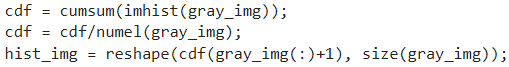 cdf = cumsum(imhist(gray_img));
cdf = cdf/numel(gray_img);
hist_img = reshape(cdf(gray_img(:)+1), size(gray_img));